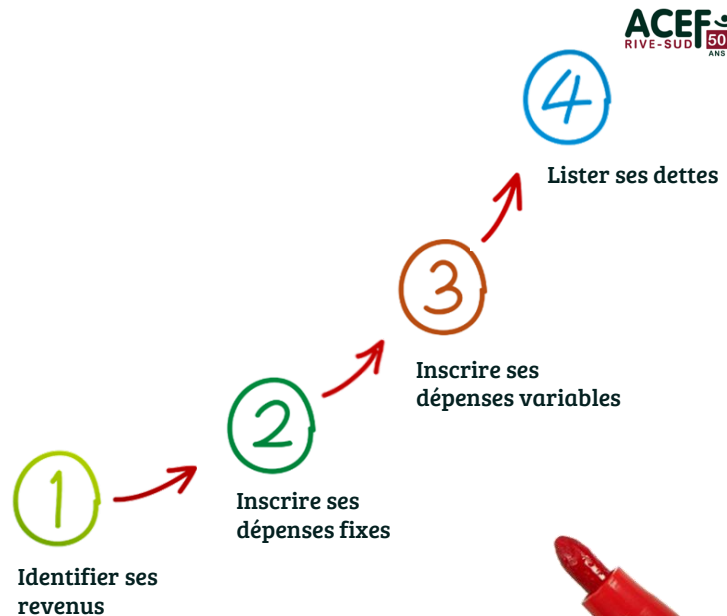 ACEF
RIVE-SUD
50
ANS
4
Lister ses dettes
3
Inscrire ses
dépenses variables
2
Inscrire ses
dépenses fixes
1
Identifier ses
revenus